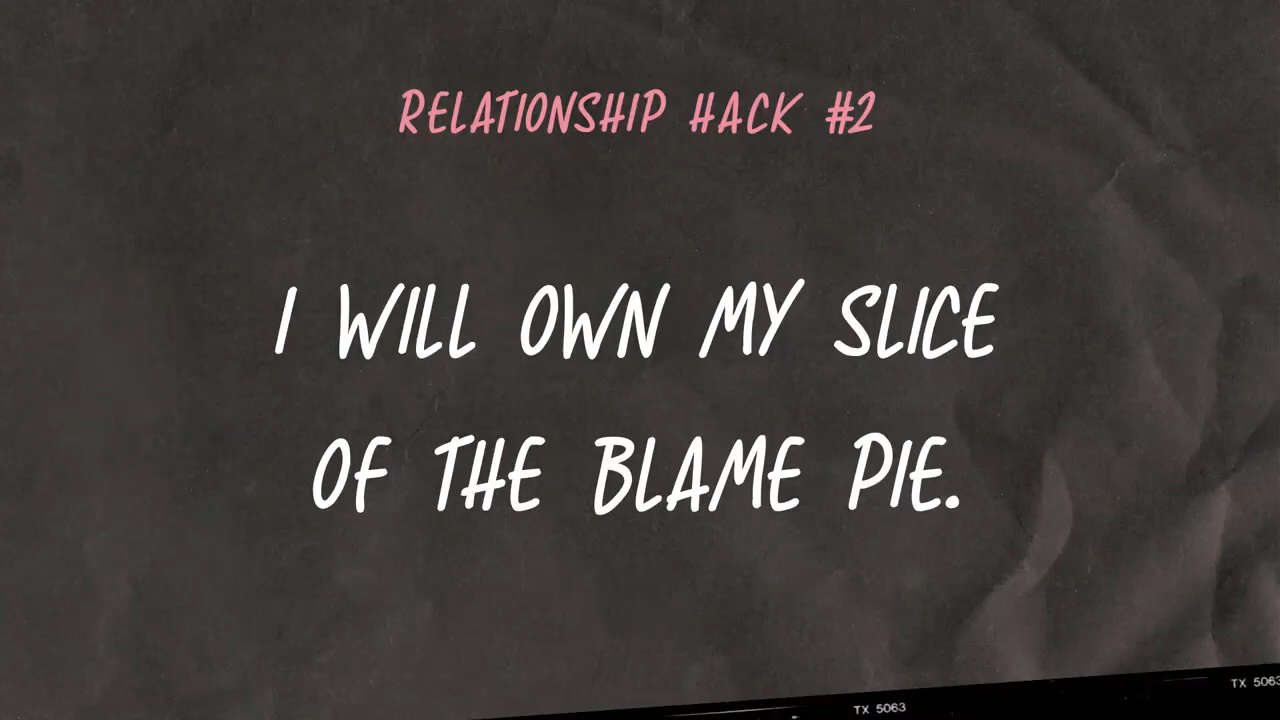 RELATIONSHIP HACK #2
I WILL OWN MY SLICE
OF THE BLAME PIE.
TX 5063
TX 5063